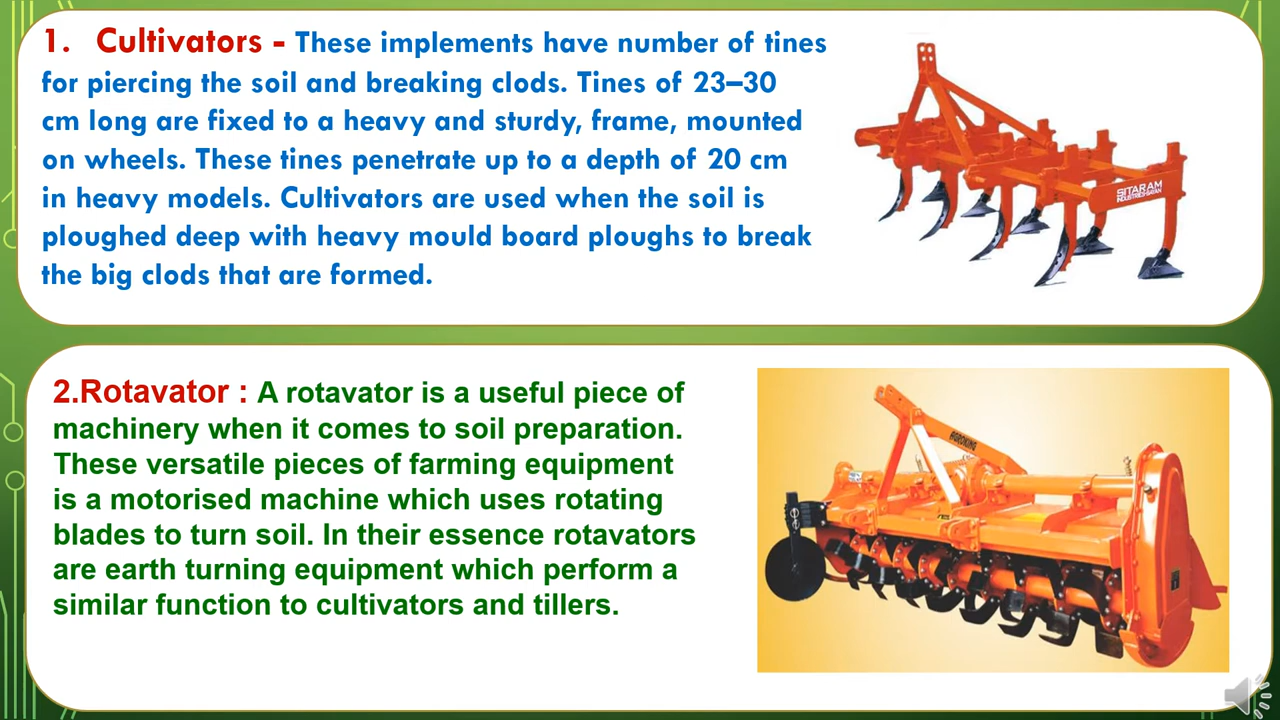 1. Cultivators - These implements have number of tines
for piercing the soil and breaking clods. Tines of 23–30
cm long are fixed to a heavy and sturdy, frame, mounted
on wheels. These tines penetrate up to a depth of 20 cm
in heavy models. Cultivators are used when the soil is
ploughed deep with heavy mould board ploughs to break
the big clods that are formed.
SITARAM
2.Rotavator : A rotavator is a useful piece of
machinery when it comes to soil preparation.
These versatile pieces of farming equipment
is a motorised machine which uses rotating
blades to turn soil. In their essence rotavators
are earth turning equipment which perform a
similar function to cultivators and tillers.
AGROKING